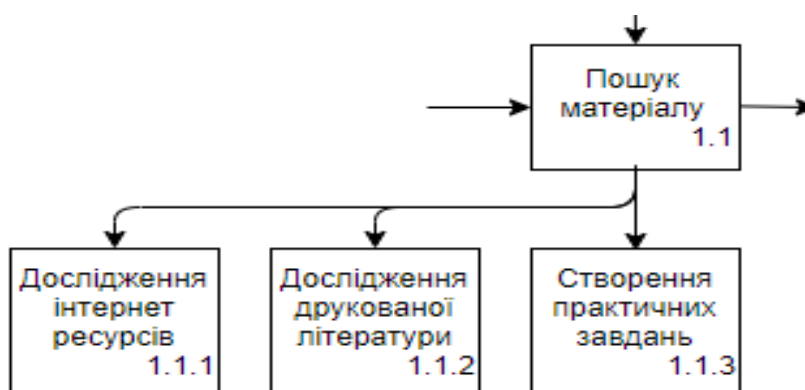 Пошук
матеріалу
1.1
Дослідження
інтернет
ресурсів
1.1.1
Дослідження
друкованої
літератури
1.1.2
Створення
практичних
завдань
1.1.3